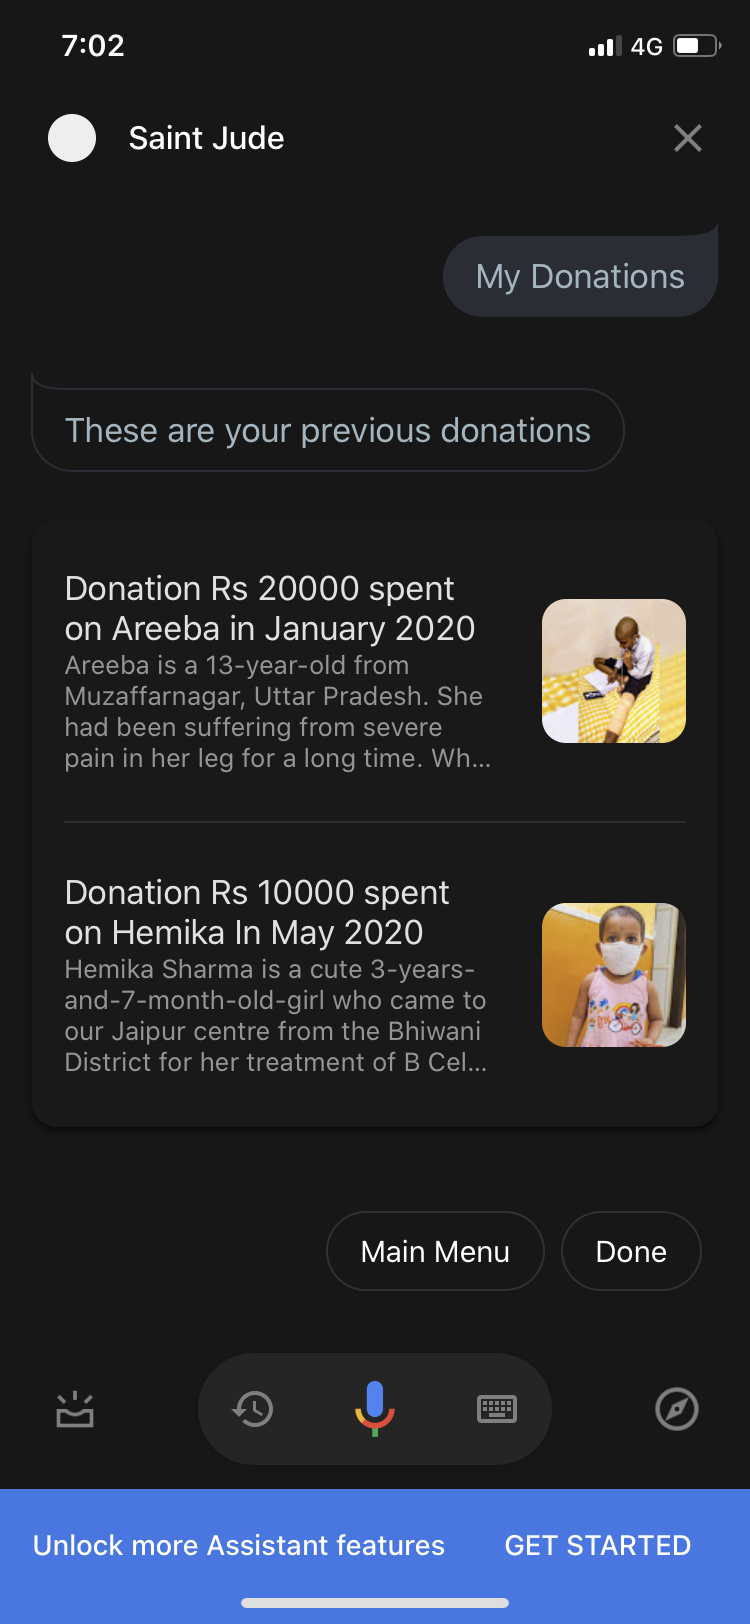 7:02
4G
Saint Jude
My Donations
These are your previous donations
Donation Rs 20000 spent
on Areeba in January 2020
Areeba is a 13-year-old from
Muzaffarnagar, Uttar Pradesh. She
had been suffering from severe
pain in her leg for a long time. Wh...
Donation Rs 10000 spent
on Hemika In May 2020
Hemika Sharma is a cute 3-years-
and-7-month-old-girl who came to
our Jaipur centre from the Bhiwani
District for her treatment of B Cel...
Main Menu
Done
Unlock more Assistant features
GET STARTED